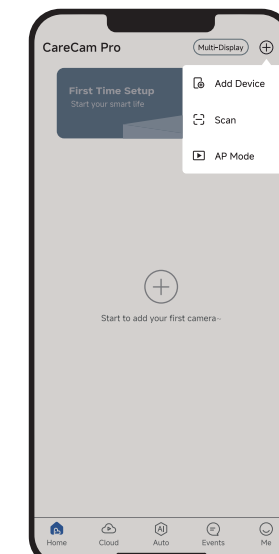 CareCam Pro
Multi-Display
Add Device
Scan
AP Mode
First Time Setup
Start your smart life
Start to add your first camera~
Home
Cloud
AI
Auto
Events
Me